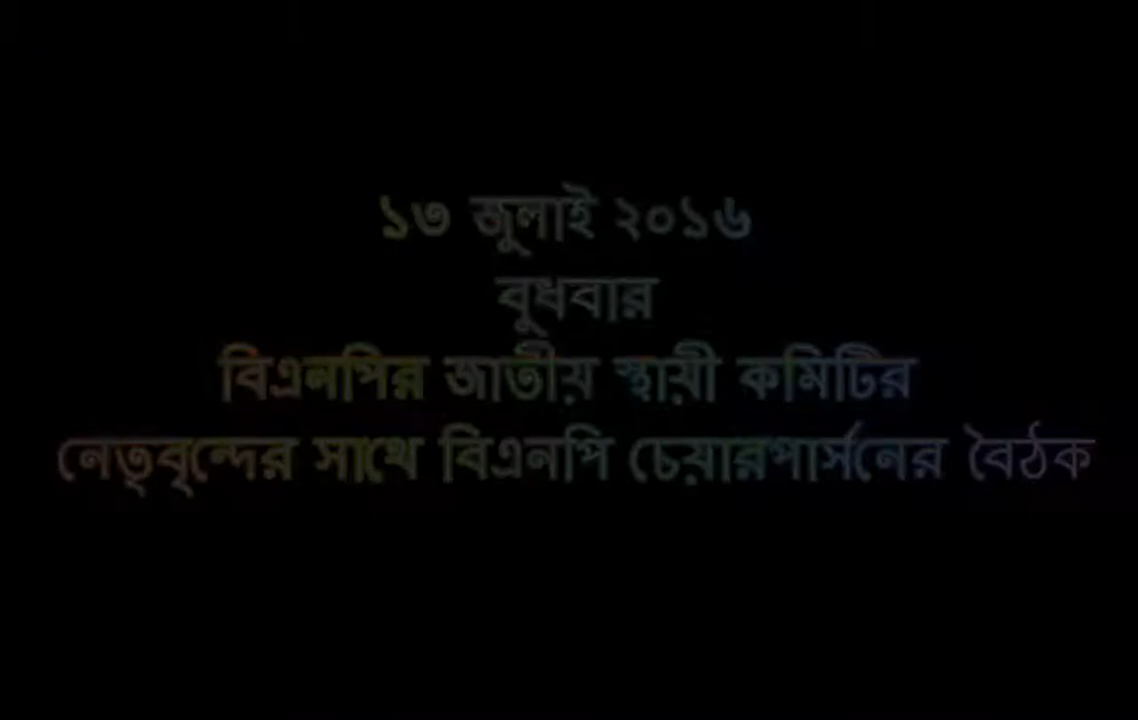 ১৩ জুলাই ২০১৬
বুধবার
বিএনপির জাতীয় স্থায়ী কমিটির
নেতৃবৃন্দের সাথে বিএনপি চেয়ারপার্সনের বৈঠক